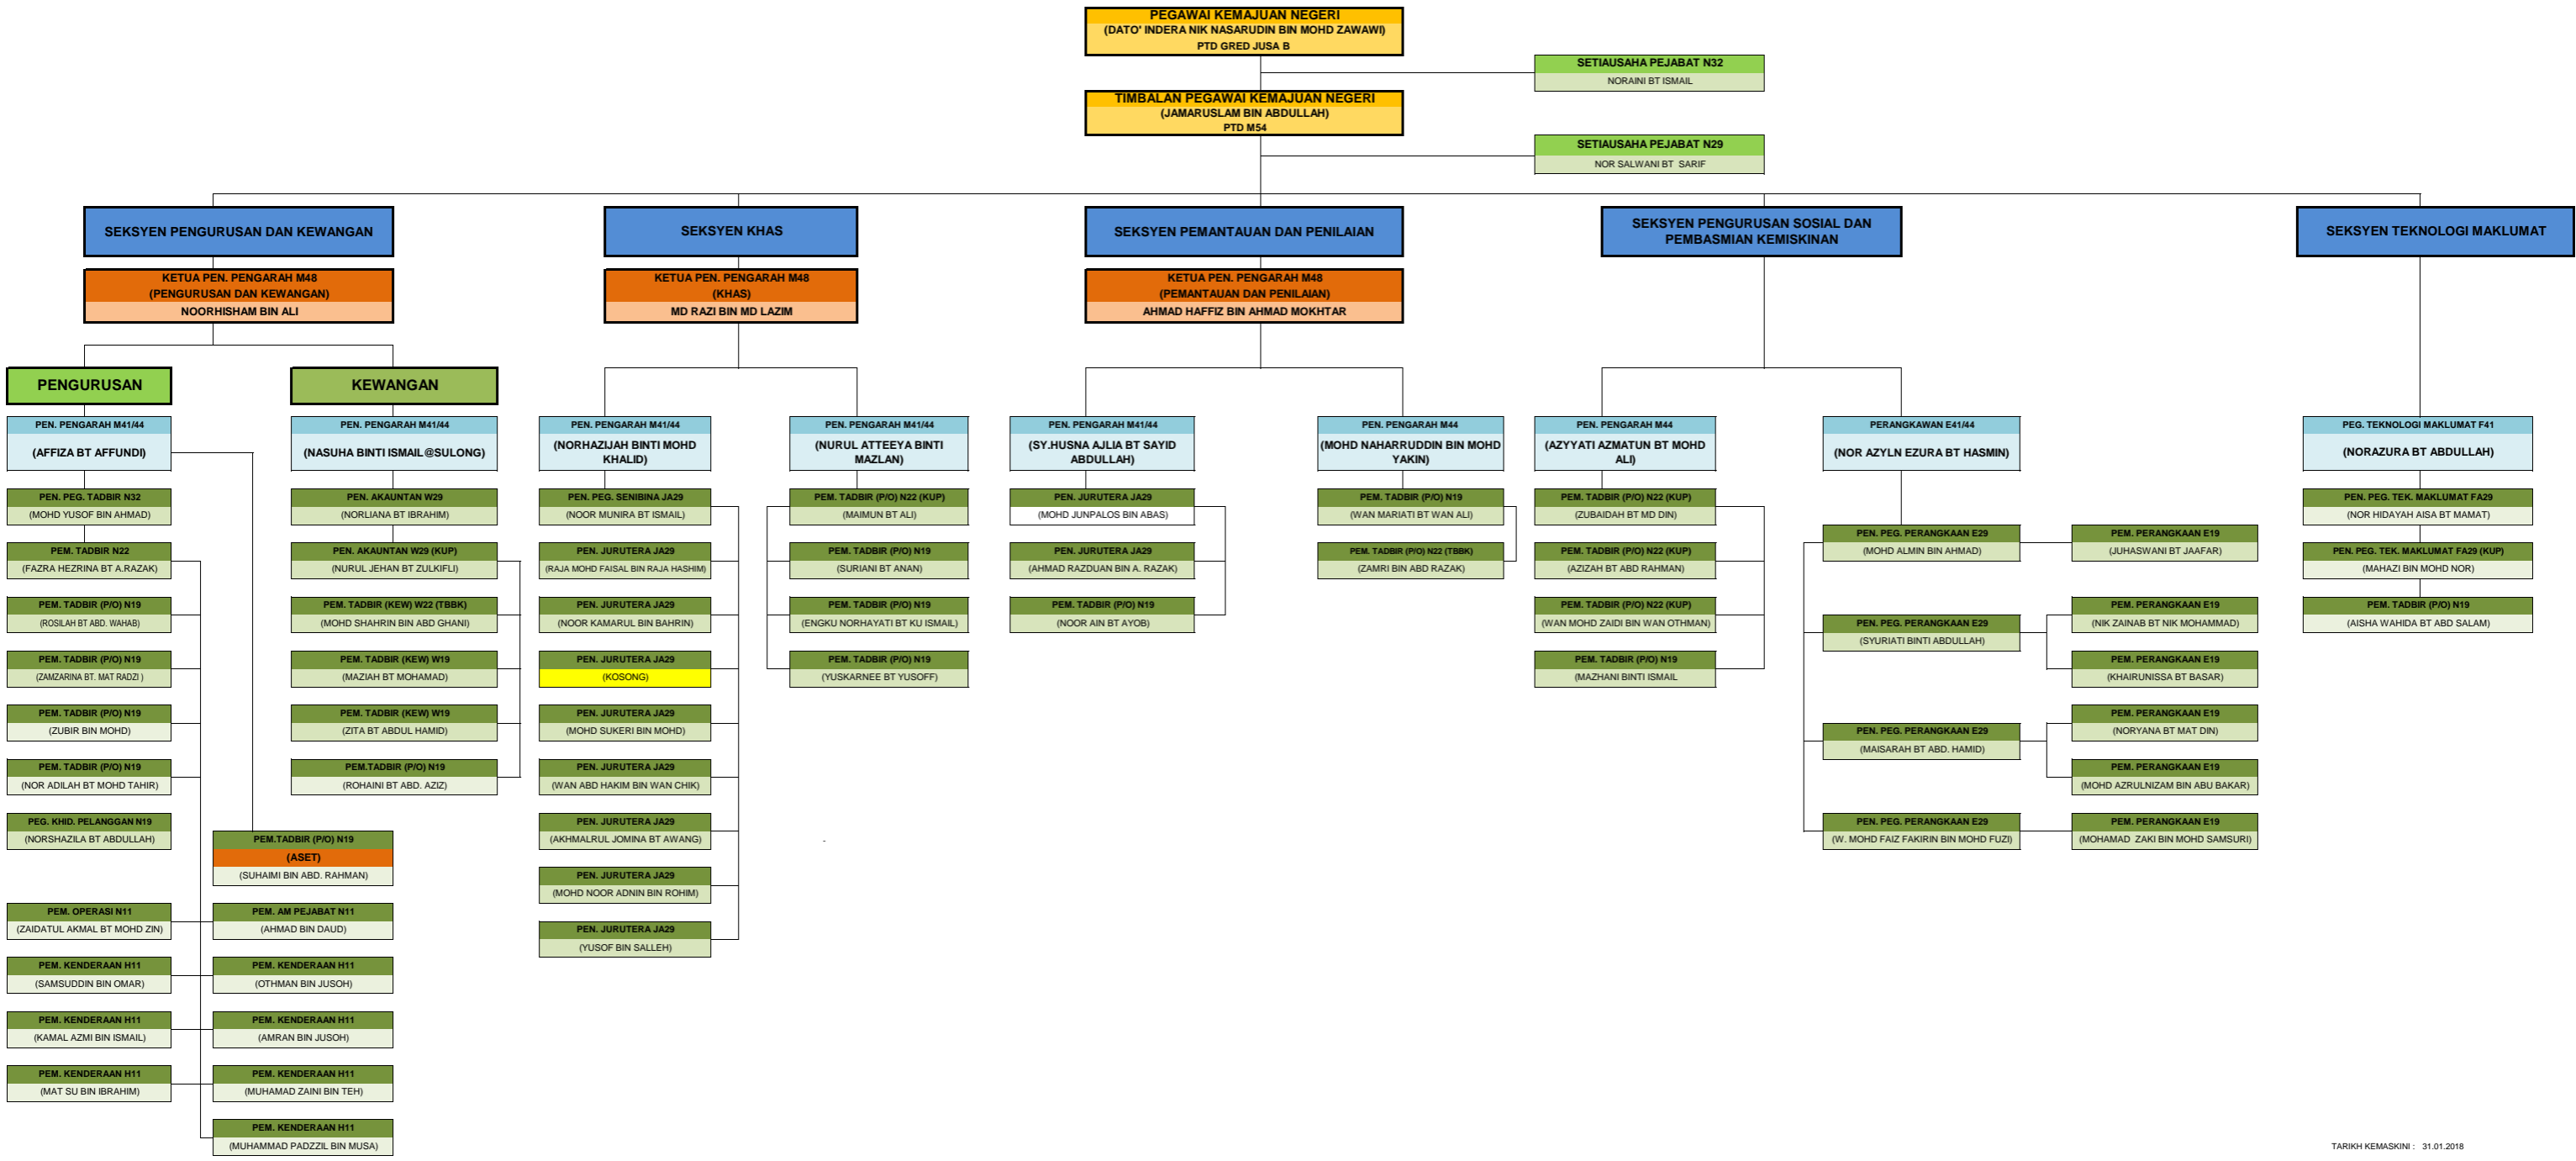 PEGAWAI KEMAJUAN NEGERI
(DATO' INDERA NIK NASARUDIN BIN MOHD ZAWAWI)
PTD GRED JUSA B
SETIAUSAHA PEJABAT N32
NORAINI BT ISMAIL
TIMBALAN PEGAWAI KEMAJUAN NEGERI
(JAMARUSLAM BIN ABDULLAH)
PTD M54
SETIAUSAHA PEJABAT N29
NOR SALWANI BT SARIF
SEKSYEN PENGURUSAN DAN KEWANGAN
KETUA PEN. PENGARAH M48
(PENGURUSAN DAN KEWANGAN)
NOORHISHAM BIN ALI
PENGURUSAN
PEN. PENGARAH M41/44
(AFFIZA BT AFFUNDI)
PEN. PEG. TADBIR N32
(MOHD YUSOF BIN AHMAD)
PEM. TADBIR N22
(FAZRA HEZRINA BT A.RAZAK)
PEM. TADBIR (P/O) N19
(ROSILAH BT ABD. WAHAB)
PEM. TADBIR (P/O) N19
(ZAMZARINA BT. MAT RADZI )
PEM. TADBIR (P/O) N19
(ZUBIR BIN MOHD)
PEM. TADBIR (P/O) N19
(NOR ADILAH BT MOHD TAHIR)
PEG. KHID. PELANGGAN N19
(NORSHAZILA BT ABDULLAH)
PEM.TADBIR (P/O) N19
(ASET)
(SUHAIMI BIN ABD. RAHMAN)
PEM. OPERASI N11
(ZAIDATUL AKMAL BT MOHD ZIN)
PEM. AM PEJABAT N11
(AHMAD BIN DAUD)
PEM. KENDERAAN H11
(SAMSUDDIN BIN OMAR)
PEM. KENDERAAN H11
(OTHMAN BIN JUSOH)
PEM. KENDERAAN H11
(KAMAL AZMI BIN ISMAIL)
PEM. KENDERAAN H11
(AMRAN BIN JUSOH)
PEM. KENDERAAN H11
(MAT SU BIN IBRAHIM)
PEM. KENDERAAN H11
(MUHAMAD ZAINI BIN TEH)
PEM. KENDERAAN H11
(MUHAMMAD PADZZIL BIN MUSA)
KEWANGAN
PEN. PENGARAH M41/44
(NASUHA BINTI ISMAIL@SULONG)
PEN. AKAUNTAN W29
(NORLIANA BT IBRAHIM)
PEN. AKAUNTAN W29 (KUP)
(NURUL JEHAN BT ZULKIFLI)
PEM. TADBIR (KEW) W22 (TBBK)
(MOHD SHAHRIN BIN ABD GHANI)
PEM. TADBIR (KEW) W19
(MAZIAH BT MOHAMAD)
PEM. TADBIR (KEW) W19
(ZITA BT ABDUL HAMID)
PEM.TADBIR (P/O) N19
(ROHAINI BT ABD. AZIZ)
SEKSYEN KHAS
KETUA PEN. PENGARAH M48
(KHAS)
MD RAZI BIN MD LAZIM
PEN. PENGARAH M41/44
(NORHAZIJAH BINTI MOHD
KHALID)
PEN. PEG. SENIBINA JA29
(NOOR MUNIRA BT ISMAIL)
PEN. JURUTERA JA29
(RAJA MOHD FAISAL BIN RAJA HASHIM)
PEN. JURUTERA JA29
(NOOR KAMARUL BIN BAHRIN)
PEN. JURUTERA JA29
(KOSONG)
PEN. JURUTERA JA29
(MOHD SUKERI BIN MOHD)
PEN. JURUTERA JA29
(WAN ABD HAKIM BIN WAN CHIK)
PEN. JURUTERA JA29
(AKHMALRUL JOMINA BT AWANG)
PEN. JURUTERA JA29
(MOHD NOOR ADNIN BIN ROHIM)
PEN. JURUTERA JA29
(YUSOF BIN SALLEH)
PEN. PENGARAH M41/44
(NURUL ATTEEYA BINTI
MAZLAN)
PEM. TADBIR (P/O) N22 (KUP)
(MAIMUN BT ALI)
PEM. TADBIR (P/O) N19
(SURIANI BT ANAN)
PEM. TADBIR (P/O) N19
(ENGKU NORHAYATI BT KU ISMAIL)
PEM. TADBIR (P/O) N19
(YUSKARNEE BT YUSOFF)
-
SEKSYEN PEMANTAUAN DAN PENILAIAN
KETUA PEN. PENGARAH M48
(PEMANTAUAN DAN PENILAIAN)
AHMAD HAFFIZ BIN AHMAD MOKHTAR
PEN. PENGARAH M41/44
(SY.HUSNA AJLIA BT SAYID
ABDULLAH)
PEN. JURUTERA JA29
(MOHD JUNPALOS BIN ABAS)
PEN. JURUTERA JA29
(AHMAD RAZDUAN BIN A. RAZAK)
PEM. TADBIR (P/O) N19
(NOOR AIN BT AYOB)
PEN. PENGARAH M44
(MOHD NAHARRUDDIN BIN MOHD
YAKIN)
PEM. TADBIR (P/O) N19
(WAN MARIATI BT WAN ALI)
PEM. TADBIR (P/O) N22 (TBBK)
(ZAMRI BIN ABD RAZAK)
SEKSYEN PENGURUSAN SOSIAL DAN
PEMBASMIAN KEMISKINAN
PEN. PENGARAH M44
(AZYYATI AZMATUN BT MOHD
ALI)
PEM. TADBIR (P/O) N22 (KUP)
(ZUBAIDAH BT MD DIN)
PEM. TADBIR (P/O) N22 (KUP)
(AZIZAH BT ABD RAHMAN)
PEM. TADBIR (P/O) N22 (KUP)
(WAN MOHD ZAIDI BIN WAN OTHMAN)
PEM. TADBIR (P/O) N19
(MAZHANI BINTI ISMAIL
PERANGKAWAN E41/44
(NOR AZYLN EZURA BT HASMIN)
PEN. PEG. PERANGKAAN E29
(MOHD ALMIN BIN AHMAD)
PEM. PERANGKAAN E19
(JUHASWANI BT JAAFAR)
PEN. PEG. PERANGKAAN E29
(SYURIATI BINTI ABDULLAH)
PEM. PERANGKAAN E19
(NIK ZAINAB BT NIK MOHAMMAD)
PEM. PERANGKAAN E19
(KHAIRUNISSA BT BASAR)
PEN. PEG. PERANGKAAN E29
(MAISARAH BT ABD. HAMID)
PEM. PERANGKAAN E19
(NORYANA BT MAT DIN)
PEM. PERANGKAAN E19
(MOHD AZRULNIZAM BIN ABU BAKAR)
PEN. PEG. PERANGKAAN E29
(W. MOHD FAIZ FAKIRIN BIN MOHD FUZI)
PEM. PERANGKAAN E19
(MOHAMAD ZAKI BIN MOHD SAMSURI)
SEKSYEN TEKNOLOGI MAKLUMAT
PEG. TEKNOLOGI MAKLUMAT F41
(NORAZURA BT ABDULLAH)
PEN. PEG. TEK. MAKLUMAT FA29
(NOR HIDAYAH AISA BT MAMAT)
PEN. PEG. TEK. MAKLUMAT FA29 (KUP)
(MAHAZI BIN MOHD NOR)
PEM. TADBIR (P/O) N19
(AISHA WAHIDA BT ABD SALAM)
TARIKH KEMASKINI : 31.01.2018